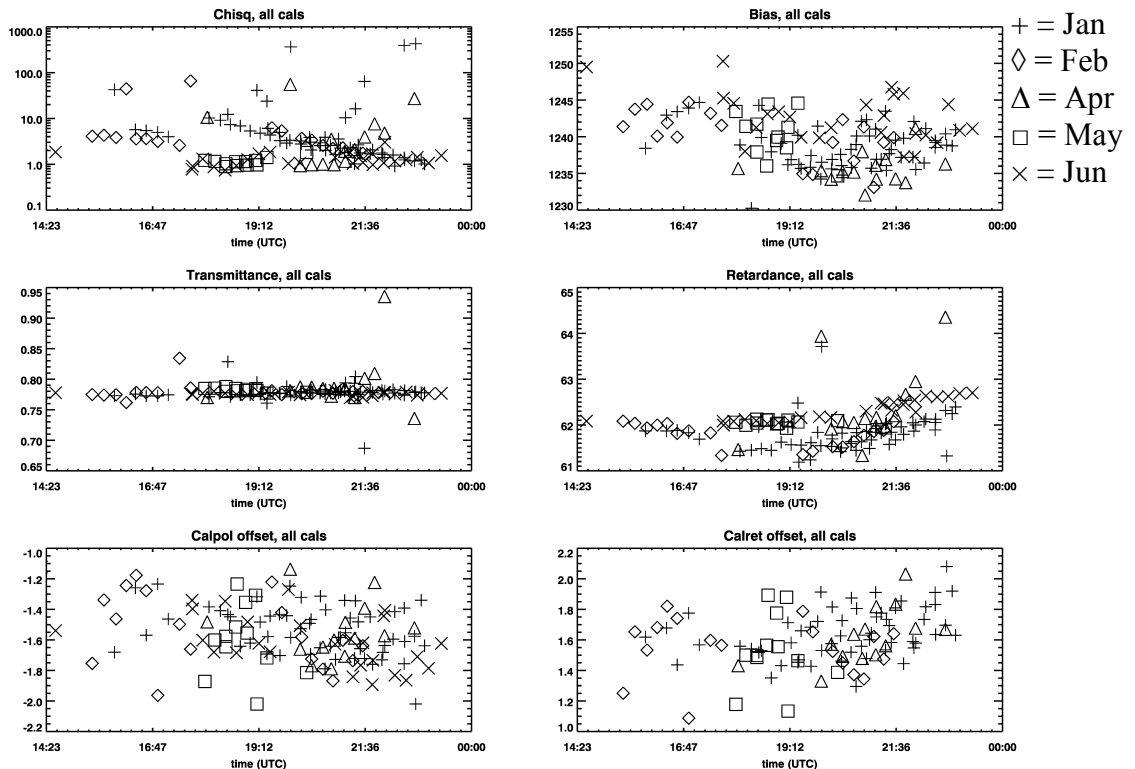 Chisq, all cals
1000.0
100.0
10.0
1.0
0.1
14:23 16:47 19:12 21:36 00:00
time (UTC)
Bias, all cals
1255
1250
1245
1240
1235
1230
14:23 16:47 19:12 21:36 00:00
time (UTC)
+ = Jan
◇ = Feb
△ = Apr
□ = May
× = Jun
Transmittance, all cals
0.95
0.90
0.85
0.80
0.75
0.70
0.65
14:23 16:47 19:12 21:36 00:00
time (UTC)
Retardance, all cals
65
64
63
62
61
14:23 16:47 19:12 21:36 00:00
time (UTC)
Calpol offset, all cals
-1.0
-1.2
-1.4
-1.6
-1.8
-2.0
-2.2
14:23 16:47 19:12 21:36 00:00
time (UTC)
Calret offset, all cals
2.2
2.0
1.8
1.6
1.4
1.2
1.0
14:23 16:47 19:12 21:36 00:00
time (UTC)